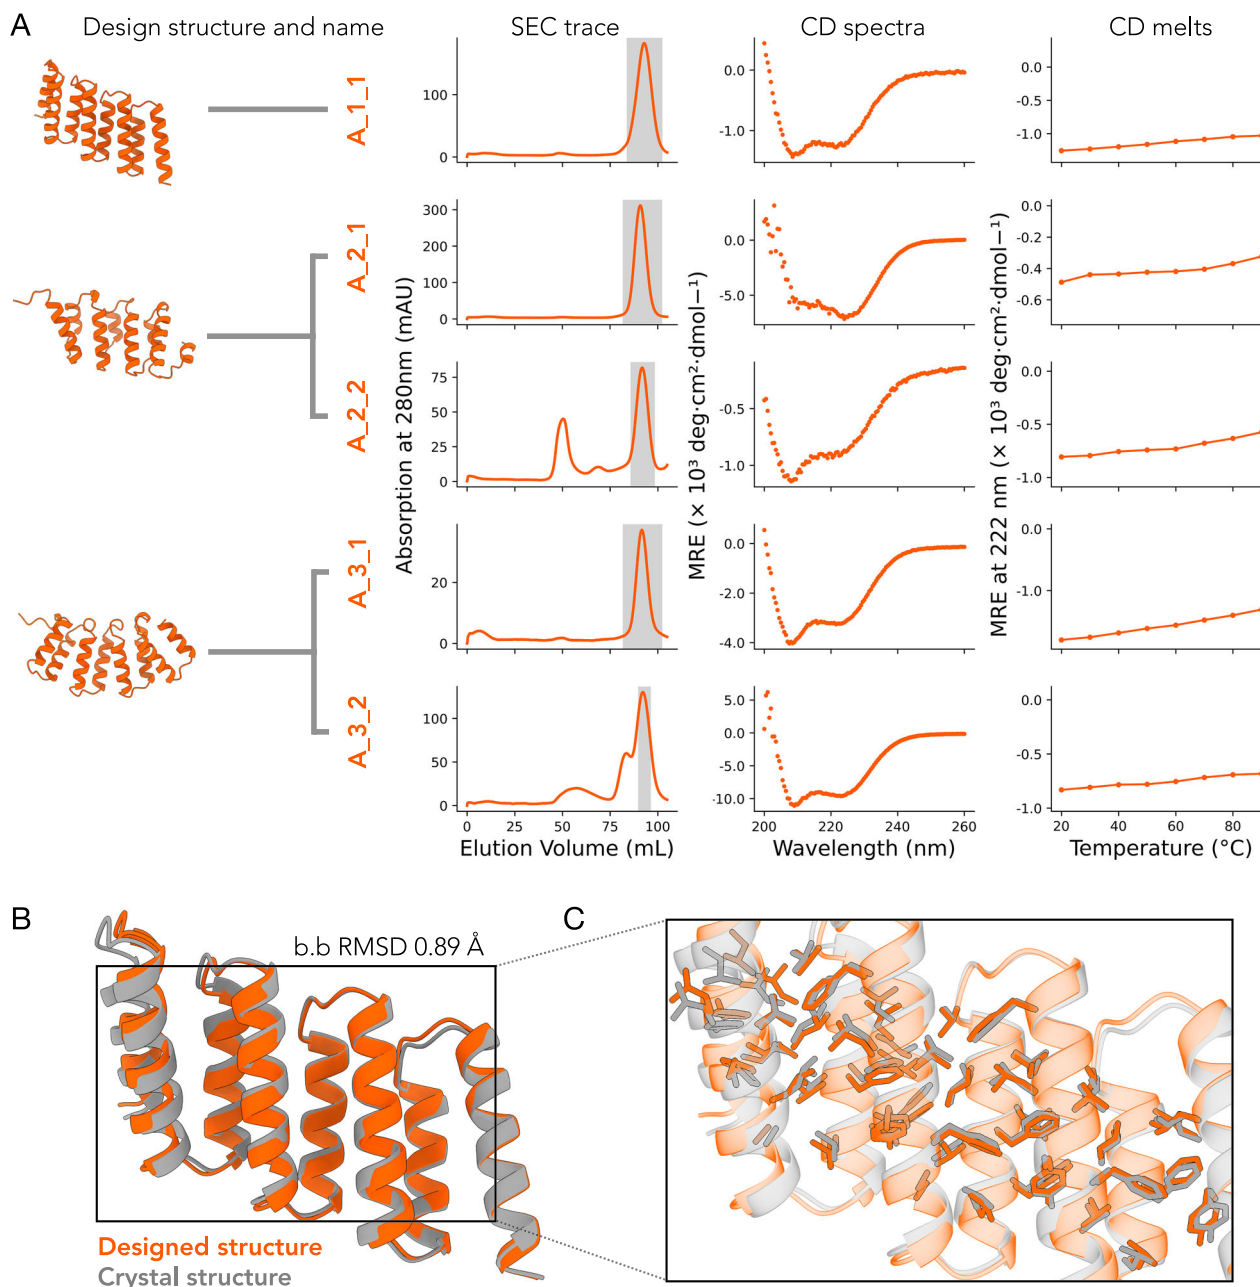 A
Design structure and name
SEC trace
CD spectra
CD melts
A_1_1
A_2_1
A_2_2
A_3_1
A_3_2
Absorption at 280nm (mAU)
100
0
300
200
100
0
75
50
25
0
20
0
100
50
0
0 25 50 75 100
Elution Volume (mL)
MRE (× 10³ deg·cm²·dmol−¹)
0.0
-1.0
0.0
-5.0
-0.5
-1.0
0.0
-2.0
-4.0
5.0
0.0
-5.0
-10.0
200 220 240 260
Wavelength (nm)
MRE at 222 nm (× 10³ deg·cm²·dmol−¹)
0.0
-0.5
-1.0
0.0
-0.2
-0.4
-0.6
0.0
-0.5
-1.0
0.0
-1.0
0.0
-1.0
20 40 60 80
Temperature (°C)
B
b.b RMSD 0.89 Å
Designed structure
Crystal structure
C